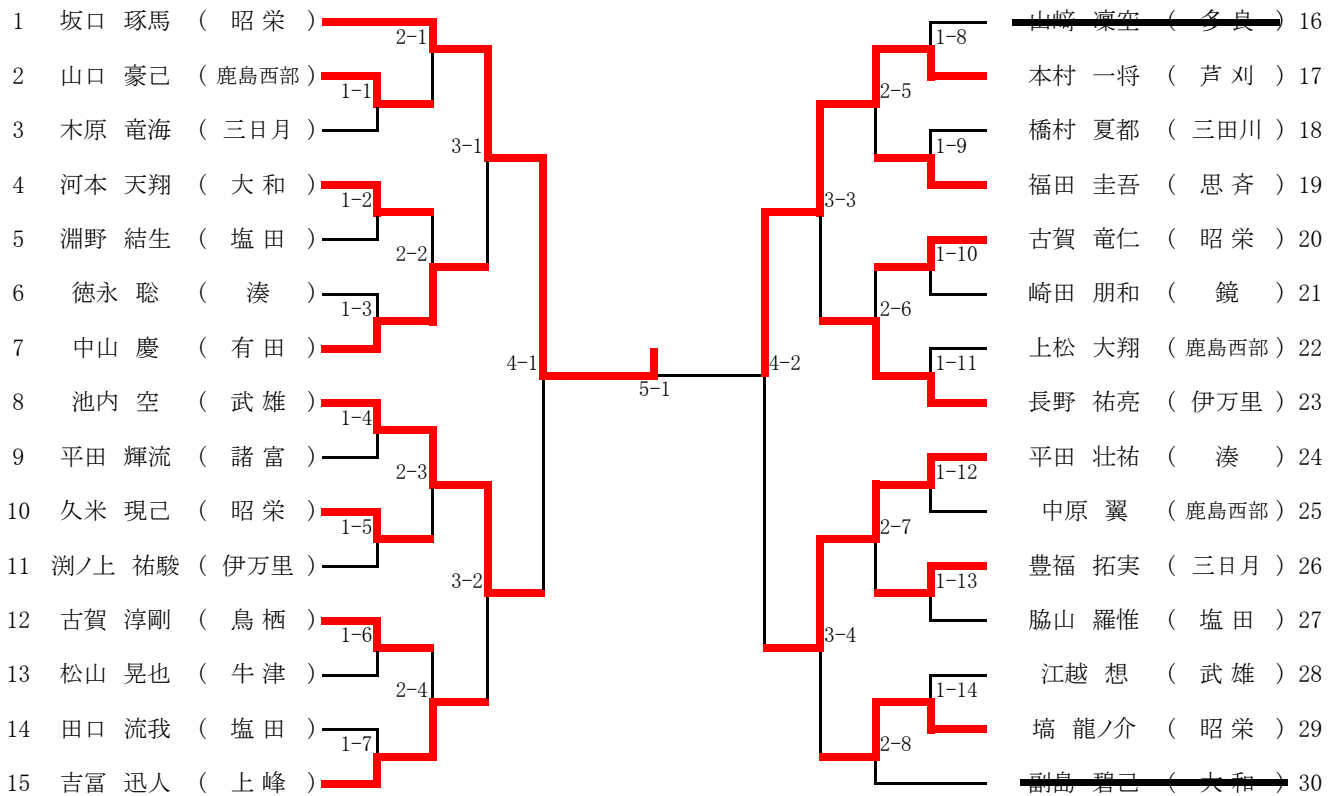 1 坂口 琢馬 ( 昭 栄 )
2 山口 豪己 ( 鹿島西部 )
3 木原 竜海 ( 三日月 )
4 河本 天翔 ( 大 和 )
5 淵野 結生 ( 塩 田 )
6 徳永 聡 ( 湊 )
7 中山 慶 ( 有 田 )
8 池内 空 ( 武 雄 )
9 平田 輝流 ( 諸 富 )
10 久米 現己 ( 昭 栄 )
11 渕ノ上 祐駿 ( 伊万里 )
12 古賀 淳剛 ( 鳥 栖 )
13 松山 晃也 ( 牛 津 )
14 田口 流我 ( 塩 田 )
15 吉冨 迅人 ( 上 峰 )
2-1
1-1
3-1
1-2
2-2
1-3
4-1
1-4
2-3
1-5
3-2
1-6
2-4
1-7
5-1
1-8
2-5
1-9
3-3
1-10
2-6
1-11
4-2
1-12
2-7
1-13
3-4
1-14
2-8
山﨑 凜空 ( 多 良 ) 16
本村 一将 ( 芦 刈 ) 17
橋村 夏都 ( 三田川 ) 18
福田 圭吾 ( 思 斉 ) 19
古賀 竜仁 ( 昭 栄 ) 20
崎田 朋和 ( 鏡 ) 21
上松 大翔 ( 鹿島西部 ) 22
長野 祐亮 ( 伊万里 ) 23
平田 壮祐 ( 湊 ) 24
中原 翼 ( 鹿島西部 ) 25
豊福 拓実 ( 三日月 ) 26
脇山 羅惟 ( 塩 田 ) 27
江越 想 ( 武 雄 ) 28
塙 龍ノ介 ( 昭 栄 ) 29
副島 碧己 ( 大 和 ) 30